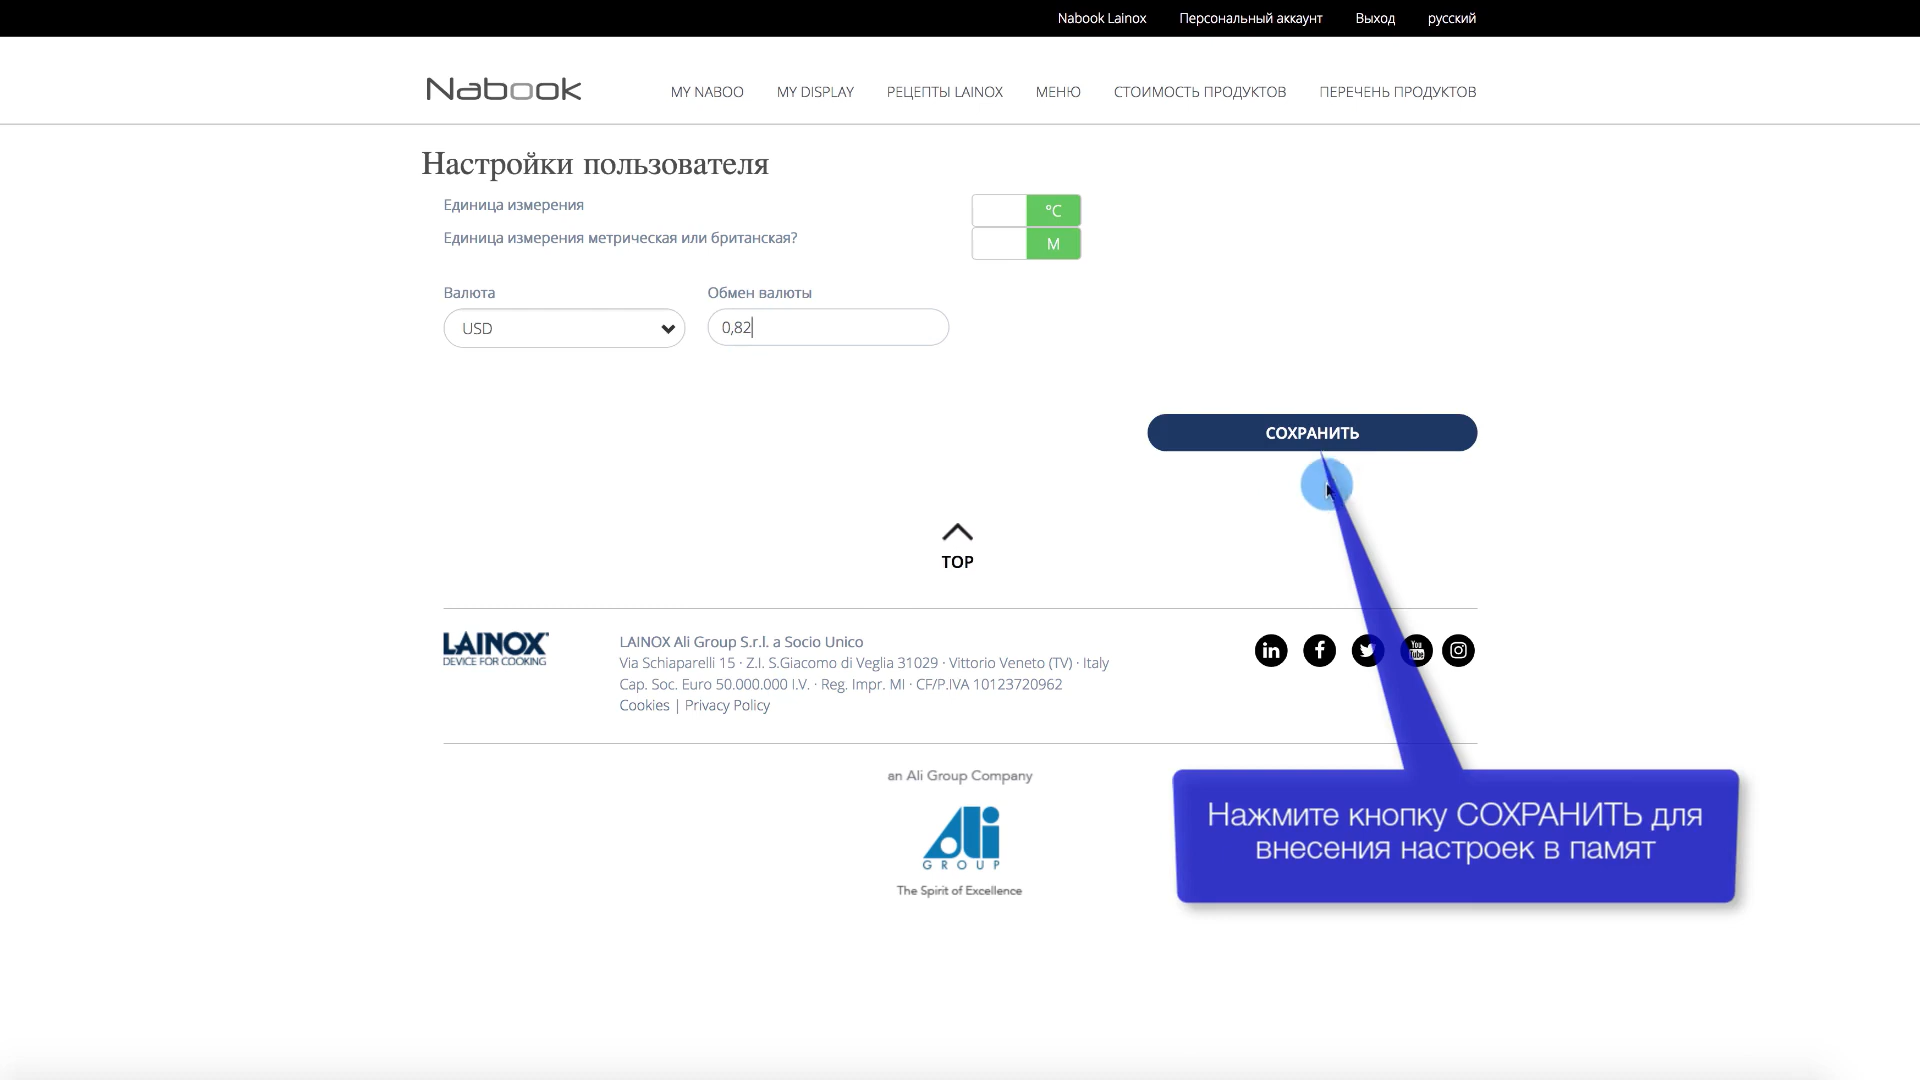 Nabook Lainox Персональный аккаунт Выход русский
Nabook MY NABOO MY DISPLAY РЕЦЕПТЫ LAINOX МЕНЮ СТОИМОСТЬ ПРОДУКТОВ ПЕРЕЧЕНЬ ПРОДУКТОВ
Настройки пользователя
Единица измерения °C
Единица измерения метрическая или британская? M
Валюта Обмен валюты
USD 0,82
СОХРАНИТЬ
TOP
LAINOX
DEVICE FOR COOKING
LAINOX Ali Group S.r.l. a Socio Unico
Via Schiaparelli 15 · Z.I. S.Giacomo di Veglia 31029 · Vittorio Veneto (TV) · Italy
Cap. Soc. Euro 50.000.000 I.V. · Reg. Impr. MI · CF/P.IVA 10123720962
Cookies | Privacy Policy
in f You Tube
an Ali Group Company
Ali
GROUP
The Spirit of Excellence
Нажмите кнопку СОХРАНИТЬ для
внесения настроек в памят